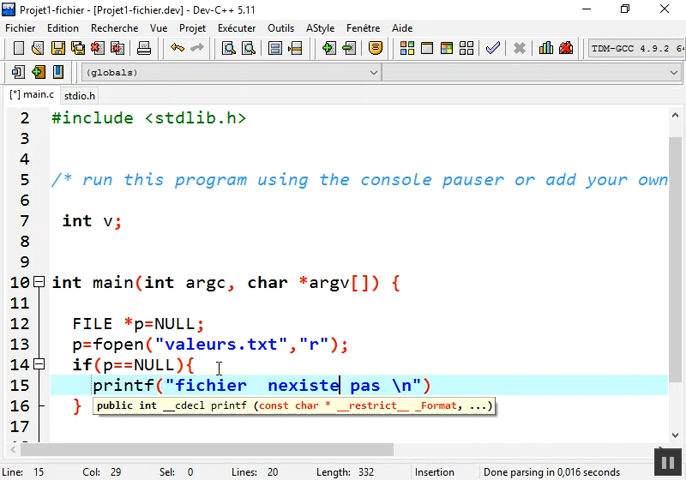 Projet1-fichier - [Projet1-fichier.dev] - Dev-C++ 5.11
Fichier Edition Recherche Vue Projet Exécuter Outils AStyle Fenêtre Aide
TDM-GCC 4.9.2 64
(globals)
[*] main.c stdio.h
2 #include <stdlib.h>
3
4
5 /* run this program using the console pauser or add your own
6
7 int v;
8
9
10 int main(int argc, char *argv[]) {
11
12 FILE *p=NULL;
13 p=fopen("valeurs.txt","r");
14 if(p==NULL){
15 printf("fichier  nexiste pas \n")
16 }
public int __cdecl printf (const char * __restrict__ _Format, ...)
17
Line: 15 Col: 29 Sel: 0 Lines: 20 Length: 332 Insertion Done parsing in 0,016 seconds